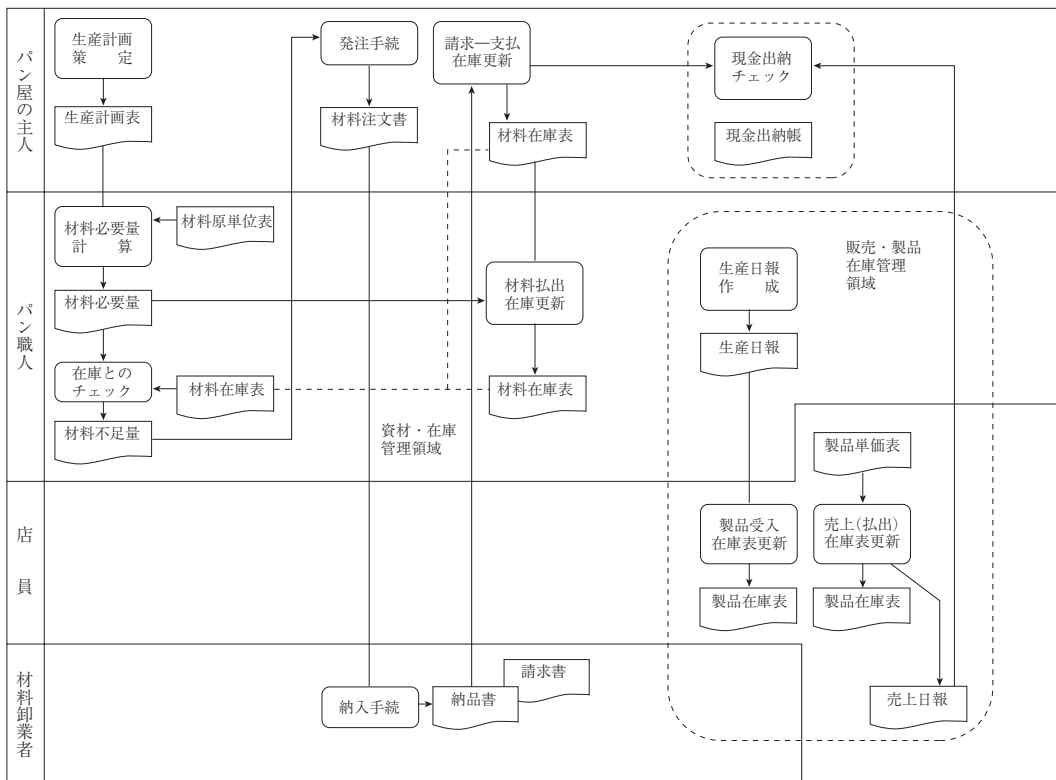 パン屋の主人
生産計画
策　定
生産計画表
発注手続
材料注文書
請求―支払
在庫更新
材料在庫表
現金出納
チェック
現金出納帳
パン職人
材料必要量
計　算
材料原単位表
材料必要量
在庫との
チェック
材料在庫表
材料不足量
材料払出
在庫更新
材料在庫表
資材・在庫
管理領域
生産日報
作　成
生産日報
販売・製品
在庫管理
領域
製品単価表
店員
製品受入
在庫表更新
製品在庫表
売上(払出)
在庫表更新
製品在庫表
材料卸業者
納入手続
納品書
請求書
売上日報